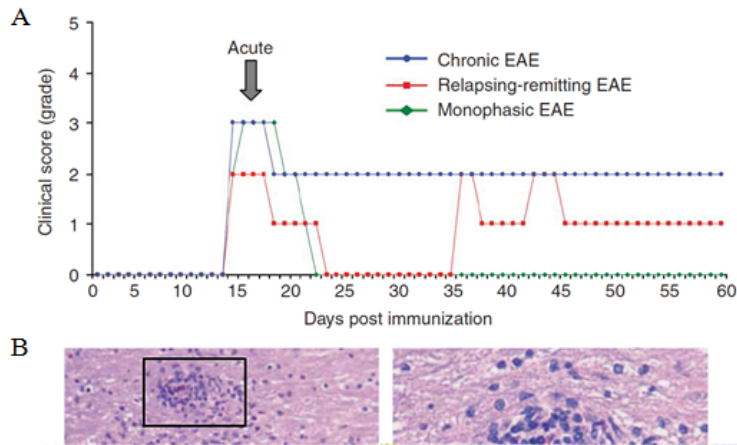 A
Acute
Chronic EAE
Relapsing-remitting EAE
Monophasic EAE
Clinical score (grade)
5
4
3
2
1
0
0 5 10 15 20 25 30 35 40 45 50 55 60
Days post immunization
B